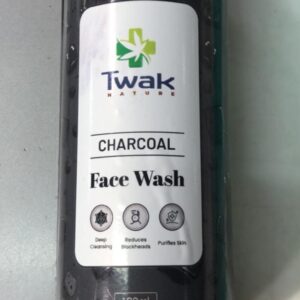 Twak
NATURE
CHARCOAL
Face Wash
Deep
Cleansing
Reduces
Blackheads
Purifies Skin